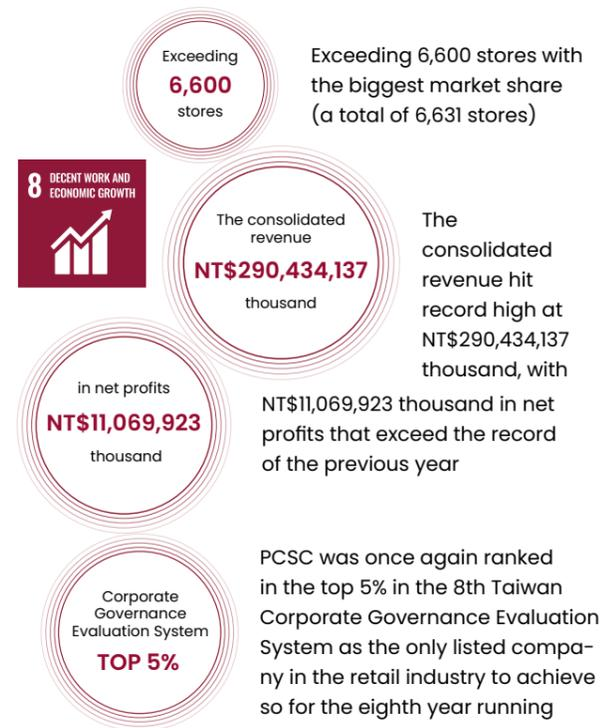 Exceeding
6,600
stores
Exceeding 6,600 stores with
the biggest market share
(a total of 6,631 stores)
8 DECENT WORK AND
ECONOMIC GROWTH
The consolidated
revenue
NT$290,434,137
thousand
The
consolidated
revenue hit
record high at
NT$290,434,137
thousand, with
NT$11,069,923 thousand in net
profits that exceed the record
of the previous year
in net profits
NT$11,069,923
thousand
Corporate
Governance
Evaluation System
TOP 5%
PCSC was once again ranked
in the top 5% in the 8th Taiwan
Corporate Governance Evaluation
System as the only listed compa-
ny in the retail industry to achieve
so for the eighth year running